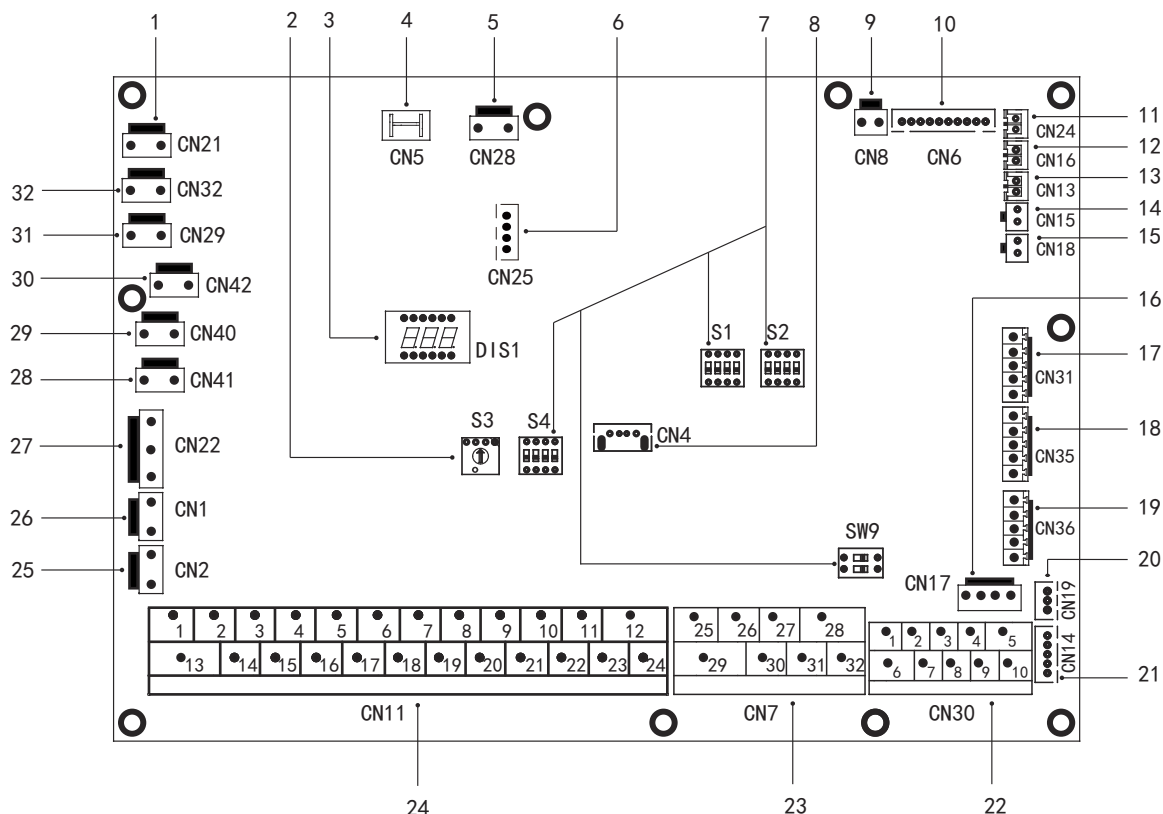 1 2 3 4 5 6 7 8 9 10
CN21 CN5 CN28 CN8 CN6 CN24 11
32 CN32 CN16 12
CN13 13
31 CN29 CN15 14
CN25 CN18 15
30 CN42 16
29 CN40 DIS1 S1 S2 CN31 17
28 CN41
27 CN22 S3 S4 CN4 CN35 18
26 CN1 CN36 19
25 CN2 SW9 CN17 CN19 20
1 2 3 4 5 6 7 8 9 10 11 12 25 26 27 28 1 2 3 4 5
13 14 15 16 17 18 19 20 21 22 23 24 29 30 31 32 6 7 8 9 10 CN14 21
CN11 CN7 CN30
24 23 22